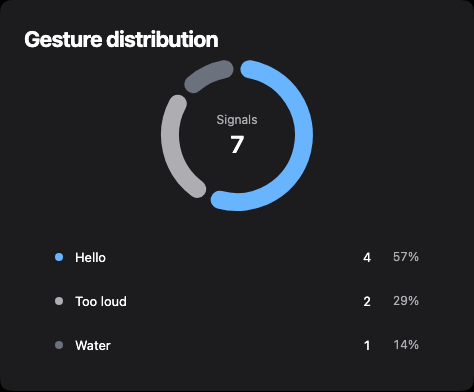 Gesture distribution
Signals
7
Hello 4 57%
Too loud 2 29%
Water 1 14%